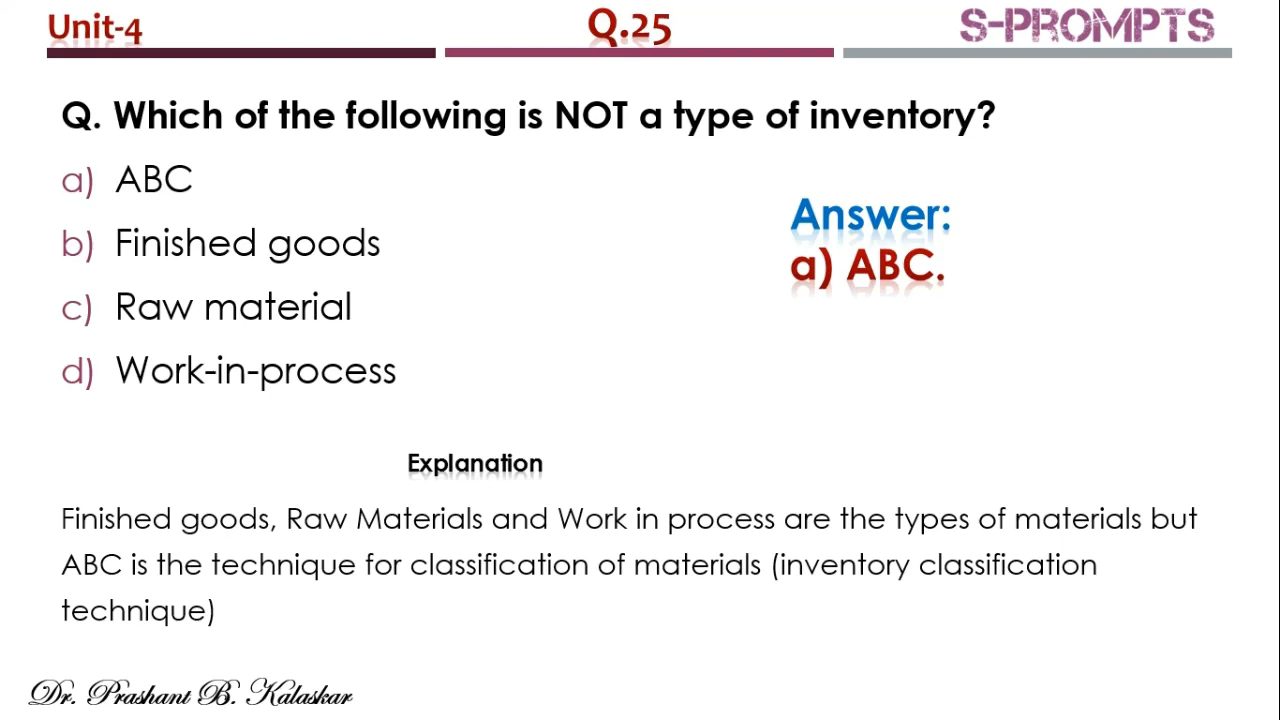 Unit-4
Q.25
S-PROMPTS
Q. Which of the following is NOT a type of inventory?
a) ABC
b) Finished goods
c) Raw material
d) Work-in-process
Answer:
a) ABC.
Explanation
Finished goods, Raw Materials and Work in process are the types of materials but
ABC is the technique for classification of materials (inventory classification
technique)
Dr. Prashant B. Kalaskar